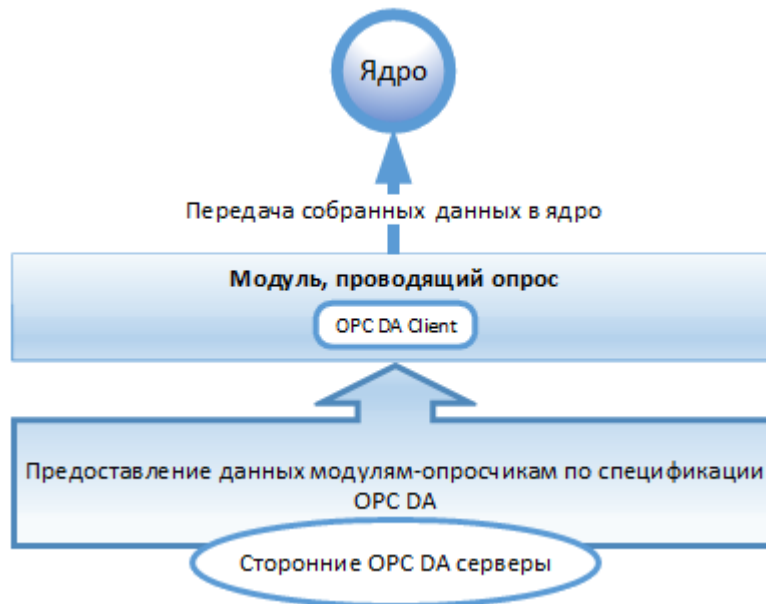 Ядро
Передача собранных данных в ядро
Модуль, проводящий опрос
OPC DA Client
Предоставление данных модулям-опросчикам по спецификации
OPC DA
Сторонние OPC DA серверы